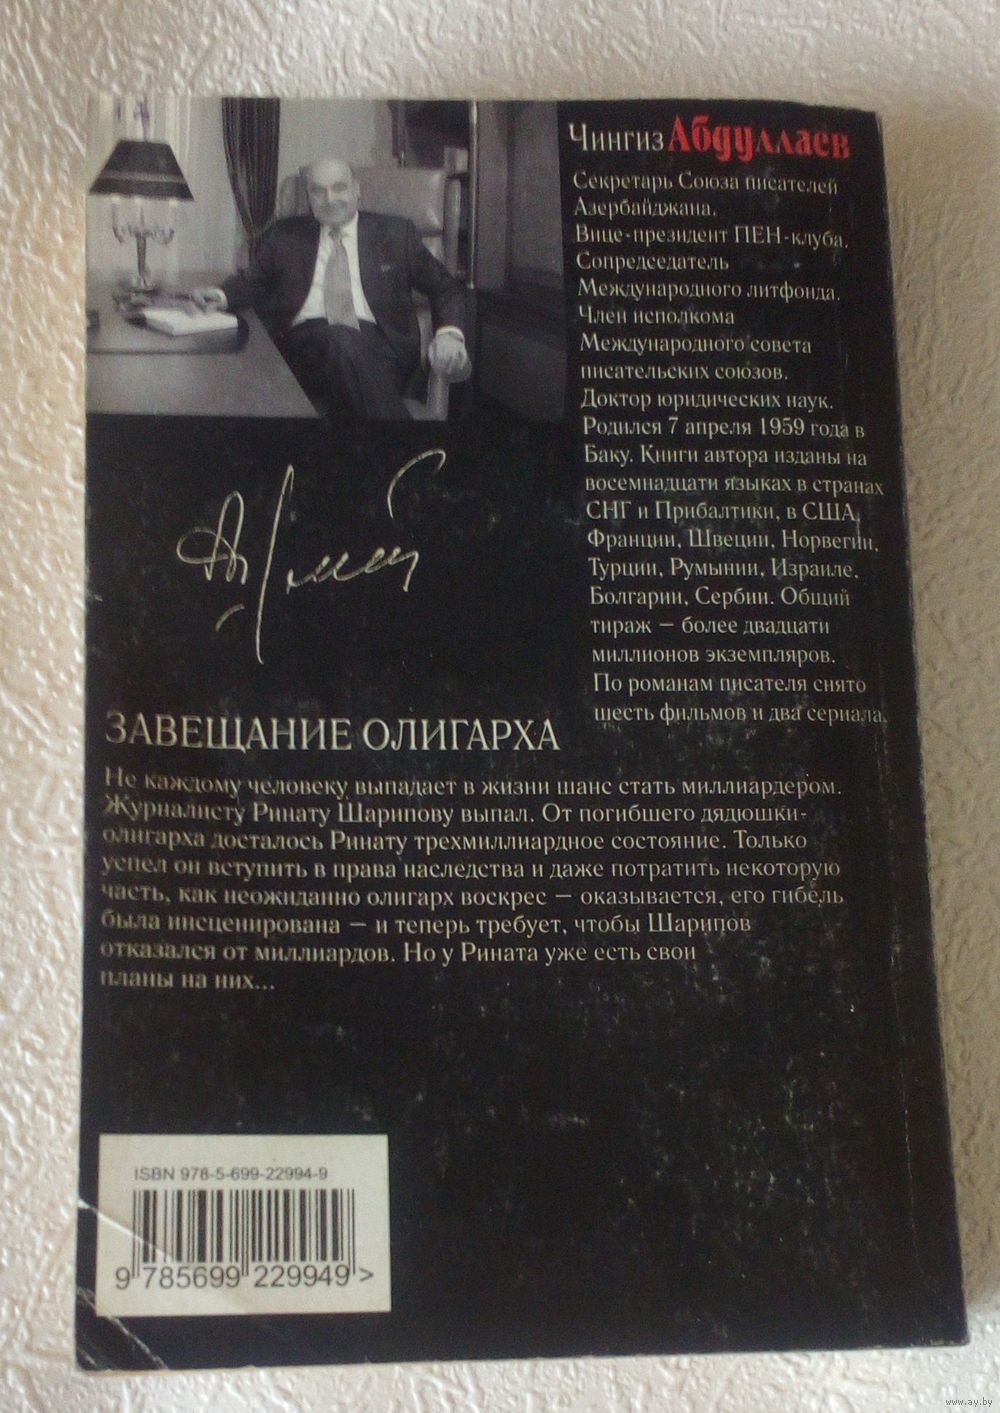 Чингиз Абдуллаев
Секретарь Союза писателей
Азербайджана.
Вице-президент ПЕН-клуба.
Сопредседатель
Международного литфонда.
Член исполкома
Международного совета
писательских союзов.
Доктор юридических наук.
Родился 7 апреля 1959 года в
Баку. Книги автора изданы на
восемнадцати языках в странах
СНГ и Прибалтики, в США,
Франции, Швеции, Норвегии,
Турции, Румынии, Израиле,
Болгарии, Сербии. Общий
тираж — более двадцати
миллионов экземпляров.
По романам писателя снято
шесть фильмов и два сериала.
ЗАВЕЩАНИЕ ОЛИГАРХА
Не каждому человеку выпадает в жизни шанс стать миллиардером.
Журналисту Ринату Шарипову выпал. От погибшего дядюшки-
олигарха досталось Ринату трехмиллиардное состояние. Только
успел он вступить в права наследства и даже потратить некоторую
часть, как неожиданно олигарх воскрес — оказывается, его гибель
была инсценирована — и теперь требует, чтобы Шарипов
отказался от миллиардов. Но у Рината уже есть свои
планы на них...
ISBN 978-5-699-22994-9
9 785699 229949 >
www.ay.by